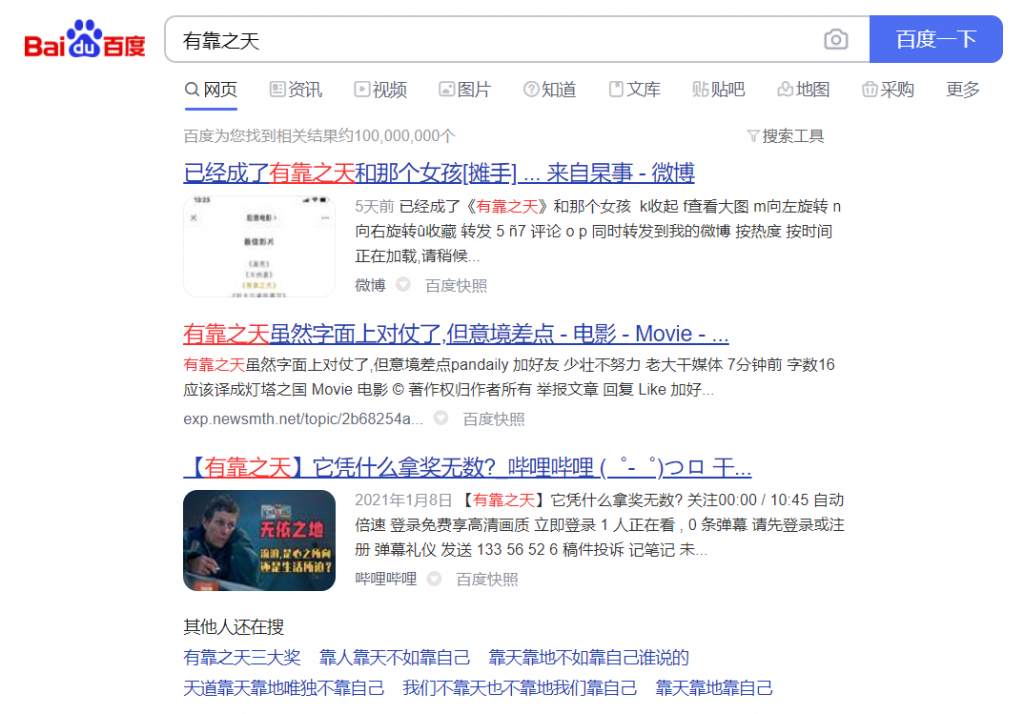 Bai du 百度
有靠之天
百度一下
网页 资讯 视频 图片 知道 文库 贴吧 地图 采购 更多
百度为您找到相关结果约100,000,000个
搜索工具
已经成了有靠之天和那个女孩[摊手] ... 来自杲事 - 微博
13:23
最佳影片
《有靠之天》
5天前 已经成了《有靠之天》和那个女孩 k收起 f查看大图 m向左旋转 n
向右旋转û收藏 转发 5 ñ7 评论 o p 同时转发到我的微博 按热度 按时间
正在加载,请稍候...
微博 百度快照
有靠之天虽然字面上对仗了,但意境差点 - 电影 - Movie - ...
有靠之天虽然字面上对仗了,但意境差点pandaily 加好友 少壮不努力 老大干媒体 7分钟前 字数16
应该译成灯塔之国 Movie 电影 © 著作权归作者所有 举报文章 回复 Like 加好...
exp.newsmth.net/topic/2b68254a... 百度快照
【有靠之天】它凭什么拿奖无数?_哔哩哔哩 (゜-゜)つロ 干...
无依之地
流浪,是心之所向
还是生活所迫?
2021年1月8日 【有靠之天】它凭什么拿奖无数? 关注00:00 / 10:45 自动
倍速 登录免费享高清画质 立即登录 1 人正在看 , 0 条弹幕 请先登录或注
册 弹幕礼仪 发送 133 56 52 6 稿件投诉 记笔记 未...
哔哩哔哩 百度快照
其他人还在搜
有靠之天三大奖 靠人靠天不如靠自己 靠天靠地不如靠自己谁说的
天道靠天靠地唯独不靠自己 我们不靠天也不靠地我们靠自己 靠天靠地靠自己